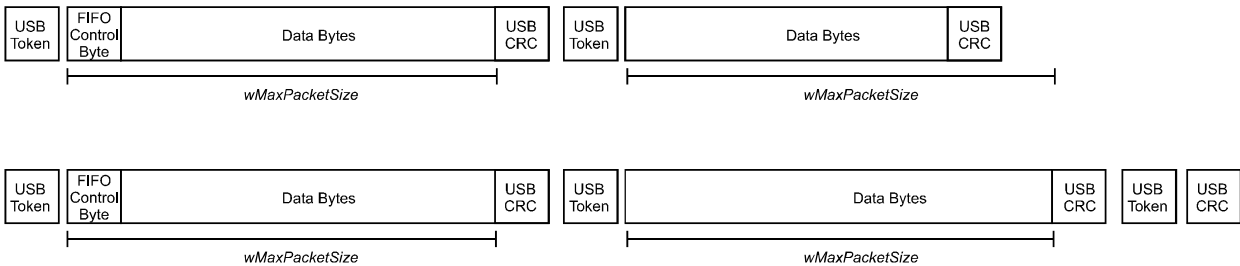 USB
Token
FIFO
Control
Byte
Data Bytes
USB
CRC
USB
Token
Data Bytes
USB
CRC
wMaxPacketSize
wMaxPacketSize
USB
Token
FIFO
Control
Byte
Data Bytes
USB
CRC
USB
Token
Data Bytes
USB
CRC
USB
Token
USB
CRC
wMaxPacketSize
wMaxPacketSize